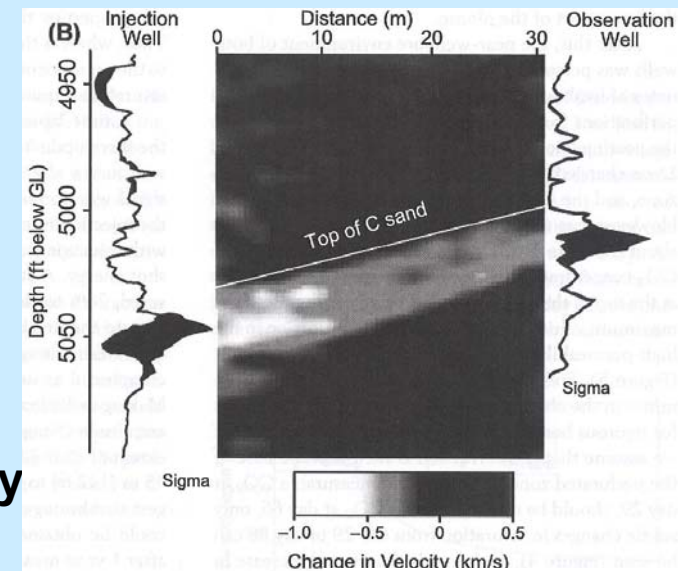 (B) Injection Well
Distance (m)
Observation Well
0 10 20 30
Depth (ft below GL)
4950
5000
5050
Top of C sand
Sigma
Sigma
y
−1.0 −0.5 0 0.5
Change in Velocity (km/s)